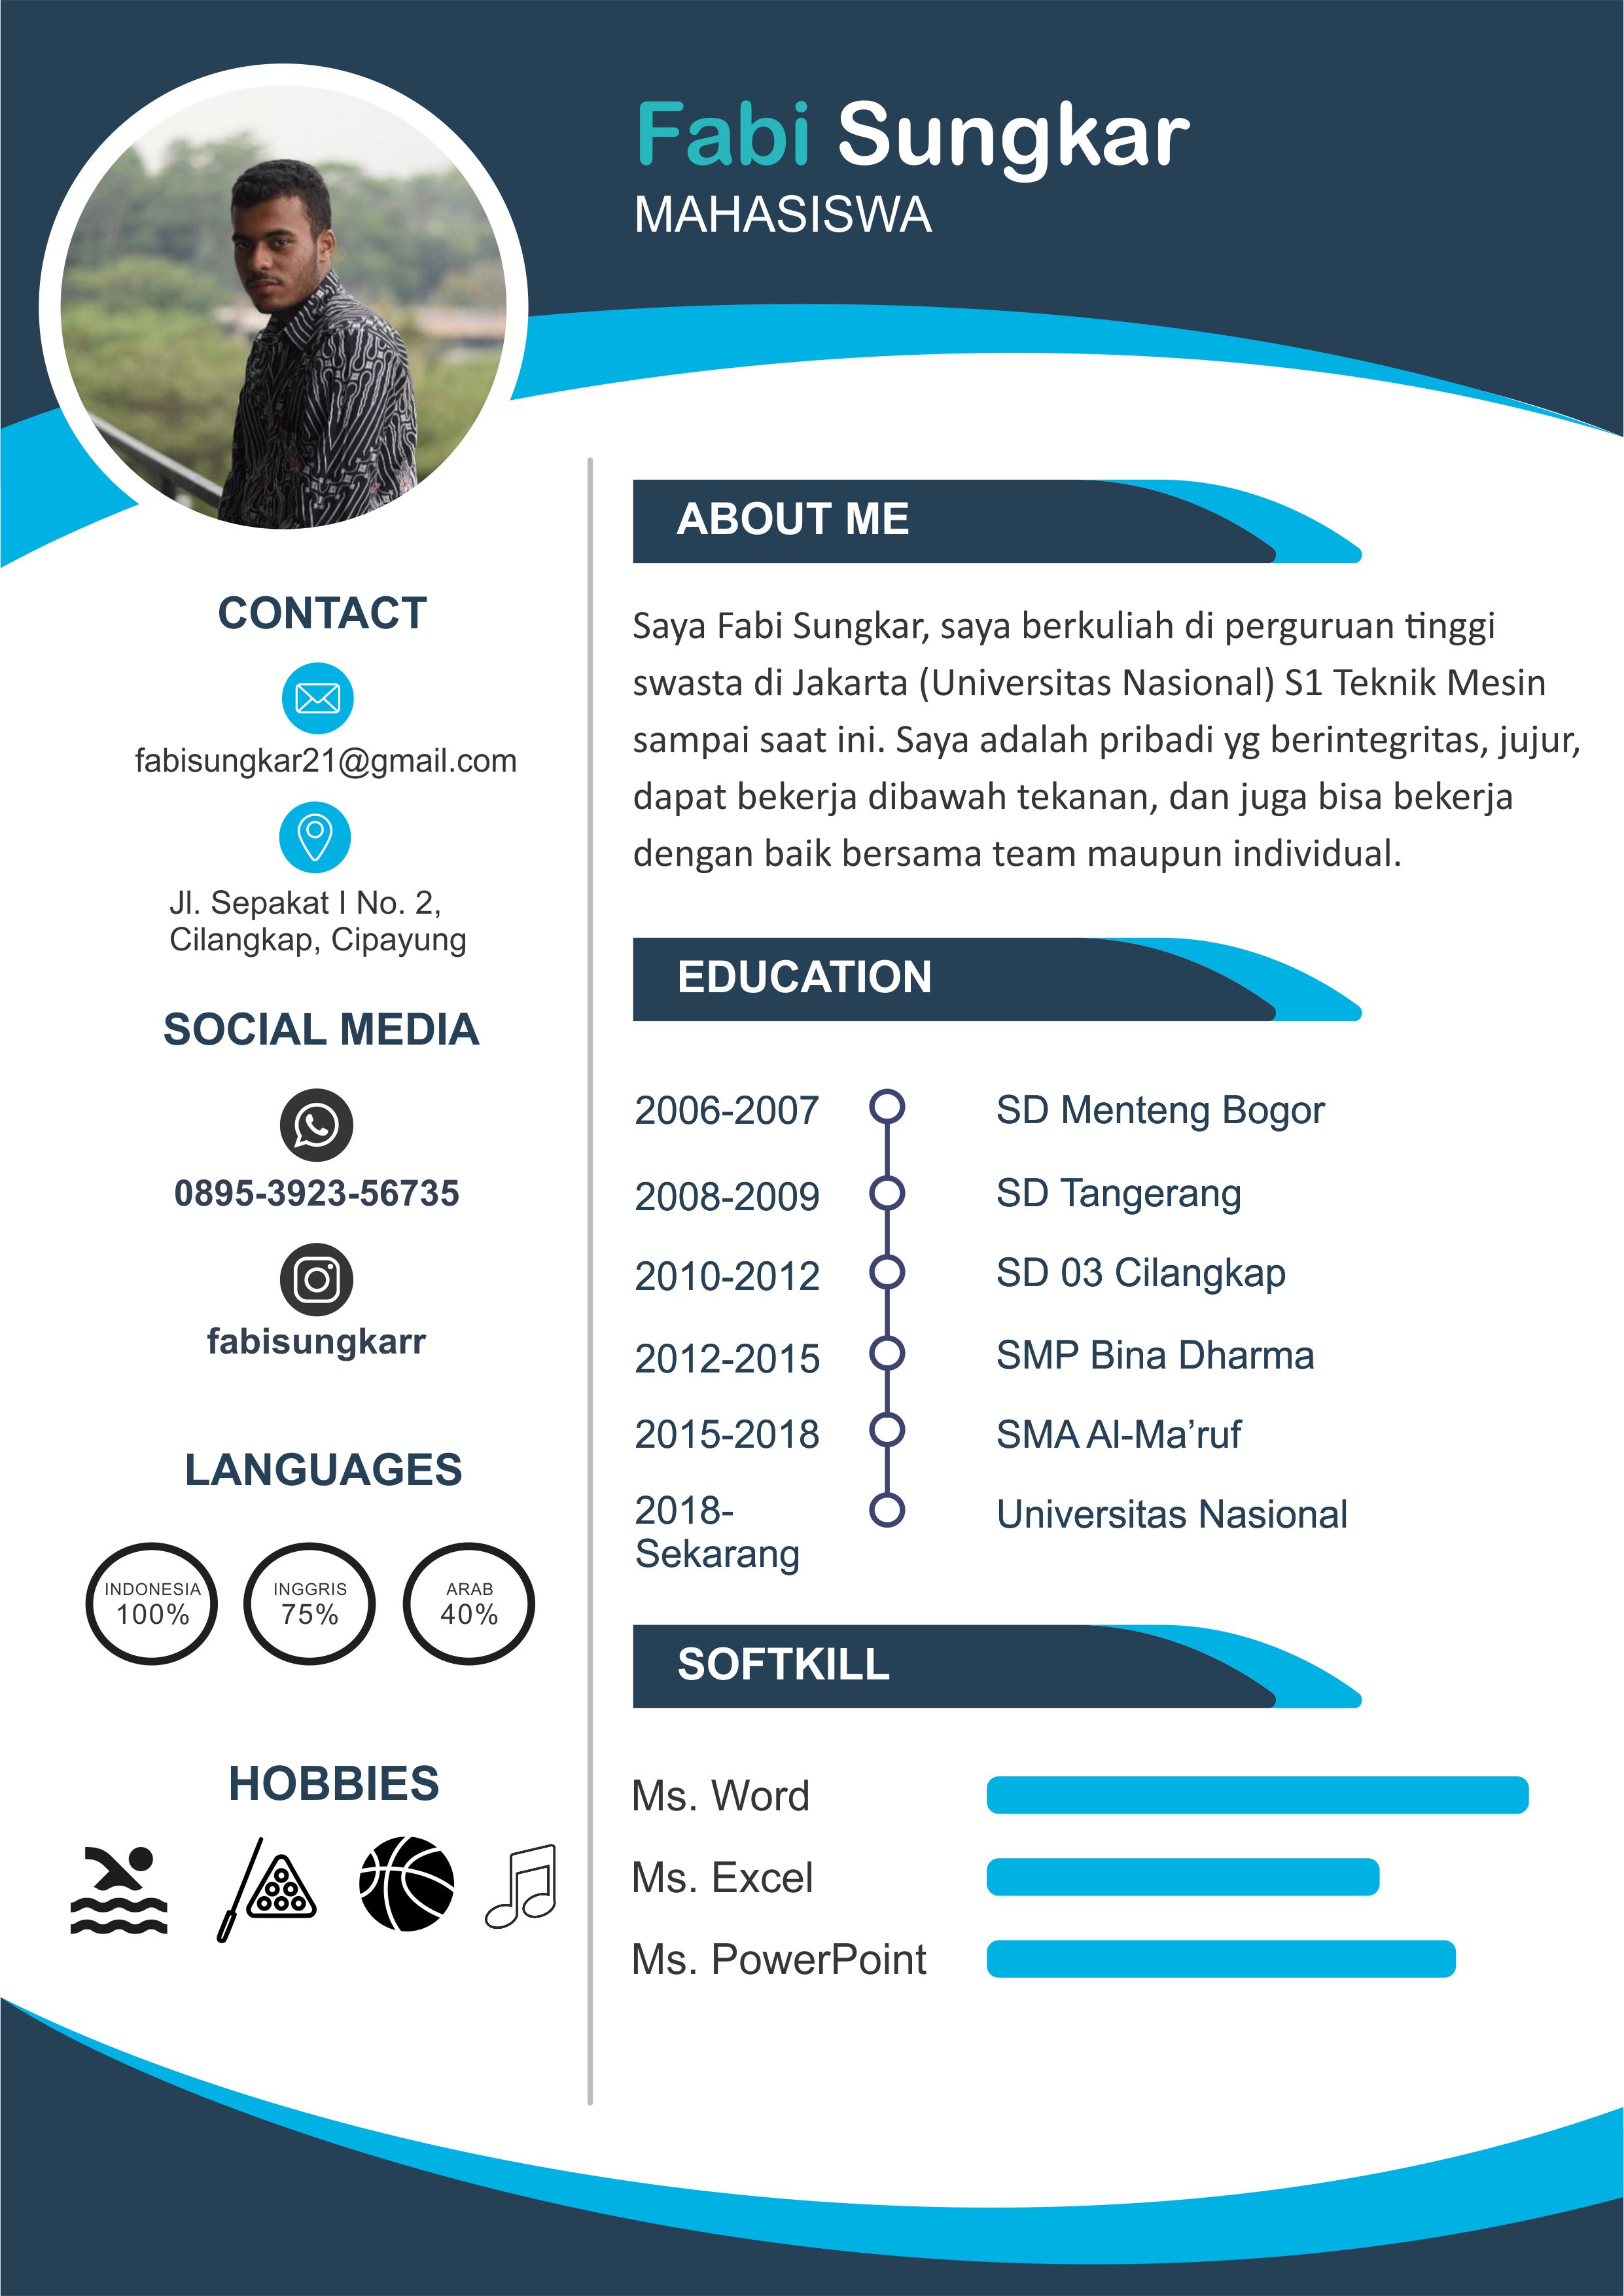 Fabi Sungkar
MAHASISWA
CONTACT
fabisungkar21@gmail.com
Jl. Sepakat I No. 2,
Cilangkap, Cipayung
SOCIAL MEDIA
0895-3923-56735
fabisungkarr
LANGUAGES
INDONESIA
100%
INGGRIS
75%
ARAB
40%
HOBBIES
ABOUT ME
Saya Fabi Sungkar, saya berkuliah di perguruan tinggi
swasta di Jakarta (Universitas Nasional) S1 Teknik Mesin
sampai saat ini. Saya adalah pribadi yg berintegritas, jujur,
dapat bekerja dibawah tekanan, dan juga bisa bekerja
dengan baik bersama team maupun individual.
EDUCATION
2006-2007 SD Menteng Bogor
2008-2009 SD Tangerang
2010-2012 SD 03 Cilangkap
2012-2015 SMP Bina Dharma
2015-2018 SMA Al-Ma’ruf
2018- Universitas Nasional
Sekarang
SOFTKILL
Ms. Word
Ms. Excel
Ms. PowerPoint